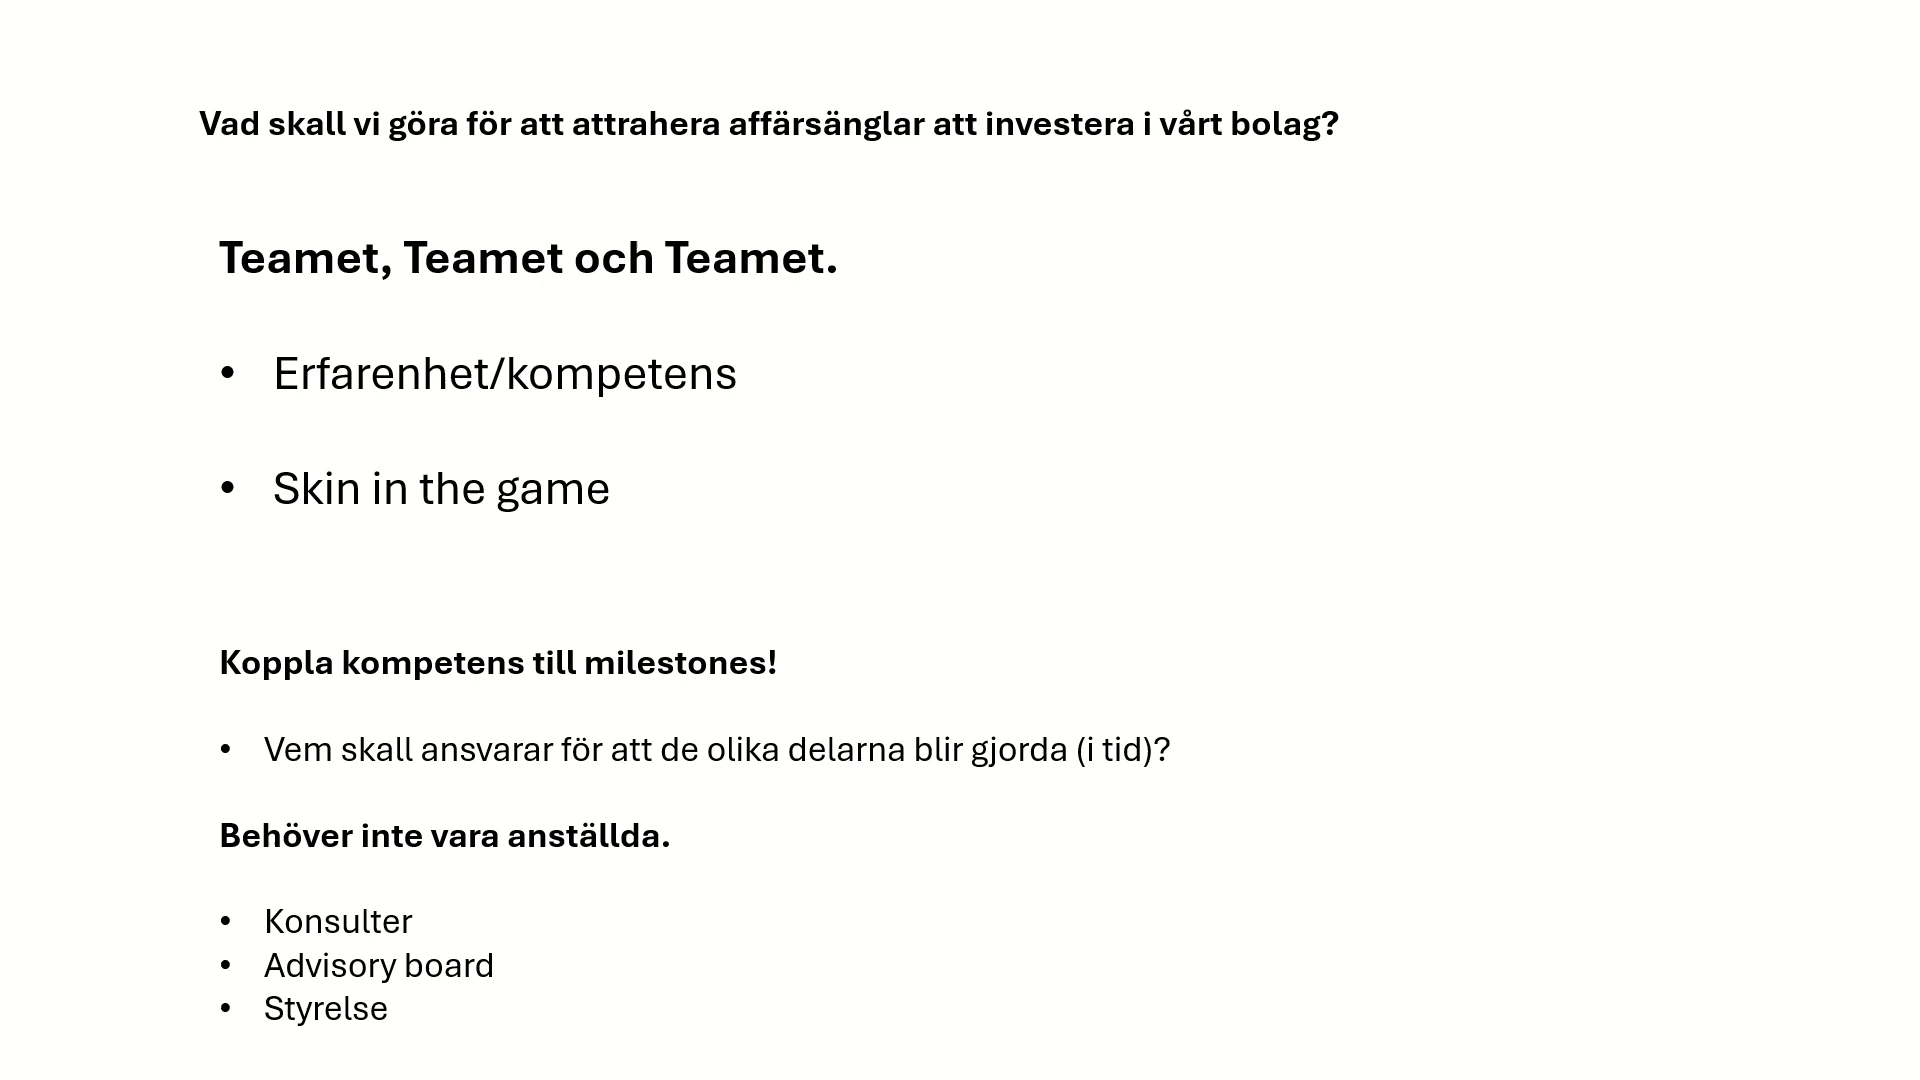 Vad skall vi göra för att attrahera affärsänglar att investera i vårt bolag?
Teamet, Teamet och Teamet.
• Erfarenhet/kompetens
• Skin in the game
Koppla kompetens till milestones!
• Vem skall ansvarar för att de olika delarna blir gjorda (i tid)?
Behöver inte vara anställda.
• Konsulter
• Advisory board
• Styrelse